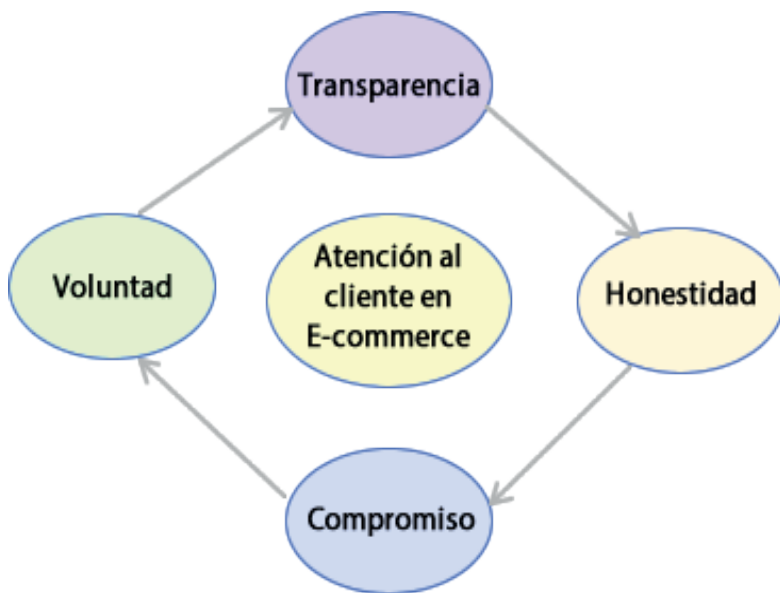 Transparencia
Voluntad
Atención al
cliente en
E-commerce
Honestidad
Compromiso